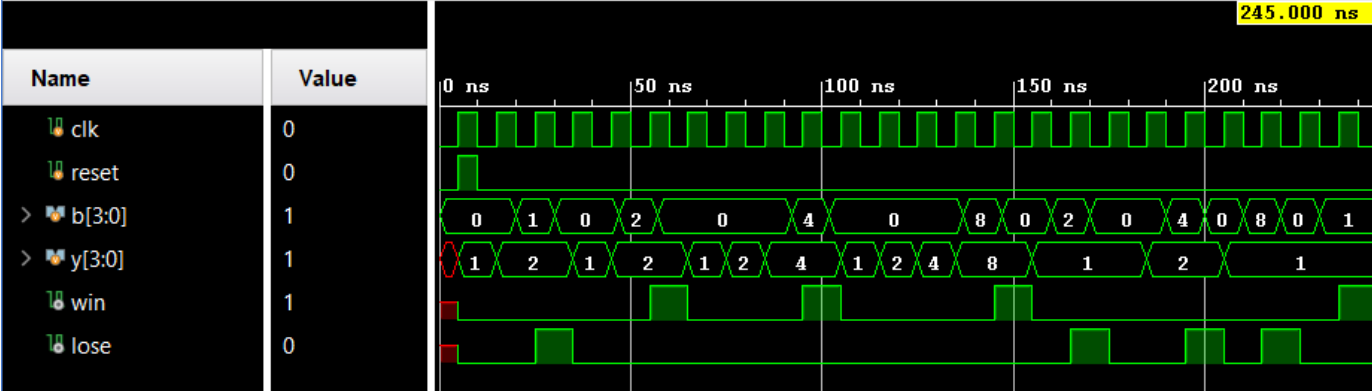 245.000 ns
Name Value
0 ns 50 ns 100 ns 150 ns 200 ns
clk 0
reset 0
b[3:0] 1 0 1 0 2 0 4 0 8 0 2 0 4 0 8 0 1
y[3:0] 1 1 2 1 2 1 2 4 1 2 4 8 1 2 1
win 1
lose 0